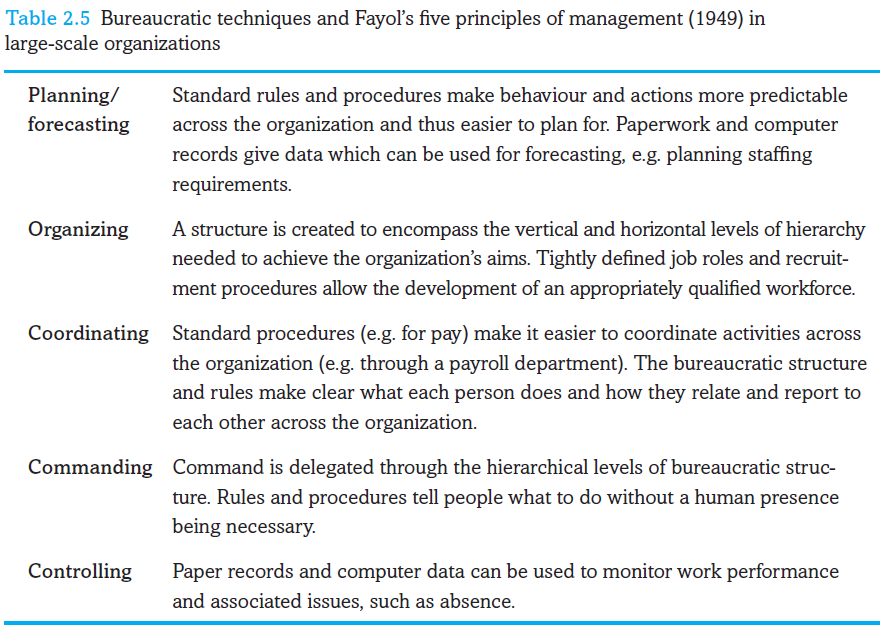 Table 2.5 Bureaucratic techniques and Fayol's five principles of management (1949) in
large-scale organizations
Planning/
forecasting
Standard rules and procedures make behaviour and actions more predictable
across the organization and thus easier to plan for. Paperwork and computer
records give data which can be used for forecasting, e.g. planning staffing
requirements.
Organizing
A structure is created to encompass the vertical and horizontal levels of hierarchy
needed to achieve the organization's aims. Tightly defined job roles and recruit-
ment procedures allow the development of an appropriately qualified workforce.
Coordinating
Standard procedures (e.g. for pay) make it easier to coordinate activities across
the organization (e.g. through a payroll department). The bureaucratic structure
and rules make clear what each person does and how they relate and report to
each other across the organization.
Commanding
Command is delegated through the hierarchical levels of bureaucratic struc-
ture. Rules and procedures tell people what to do without a human presence
being necessary.
Controlling
Paper records and computer data can be used to monitor work performance
and associated issues, such as absence.